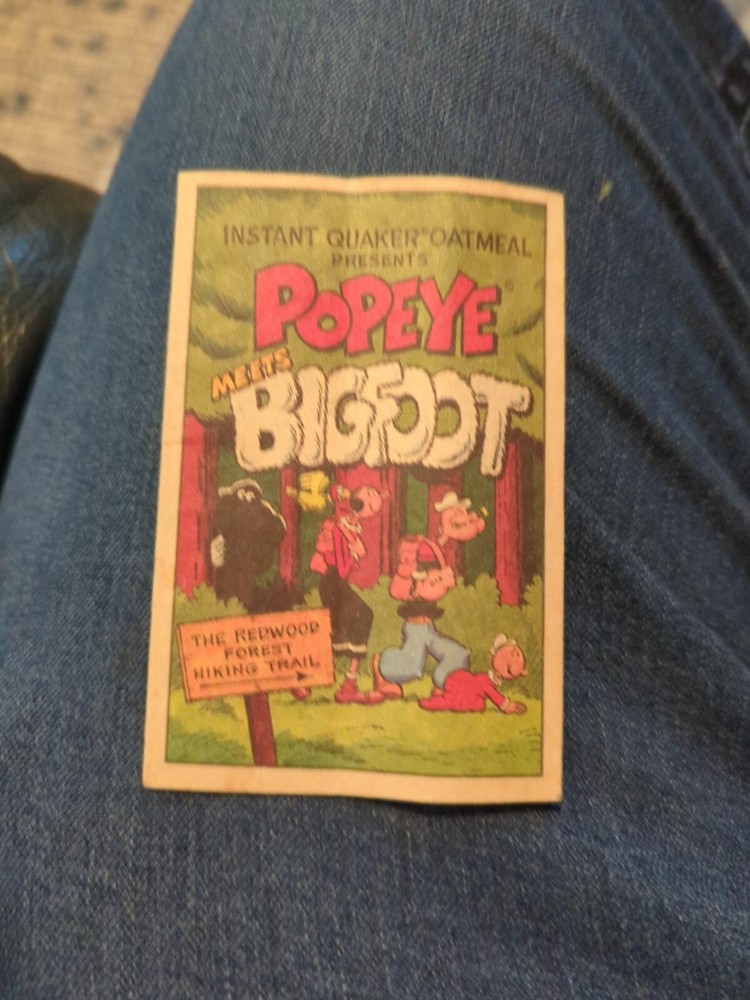 INSTANT QUAKER® OATMEAL
PRESENTS
POPEYE®
MEETS
BIGFOOT
THE REDWOOD
FOREST
HIKING TRAIL